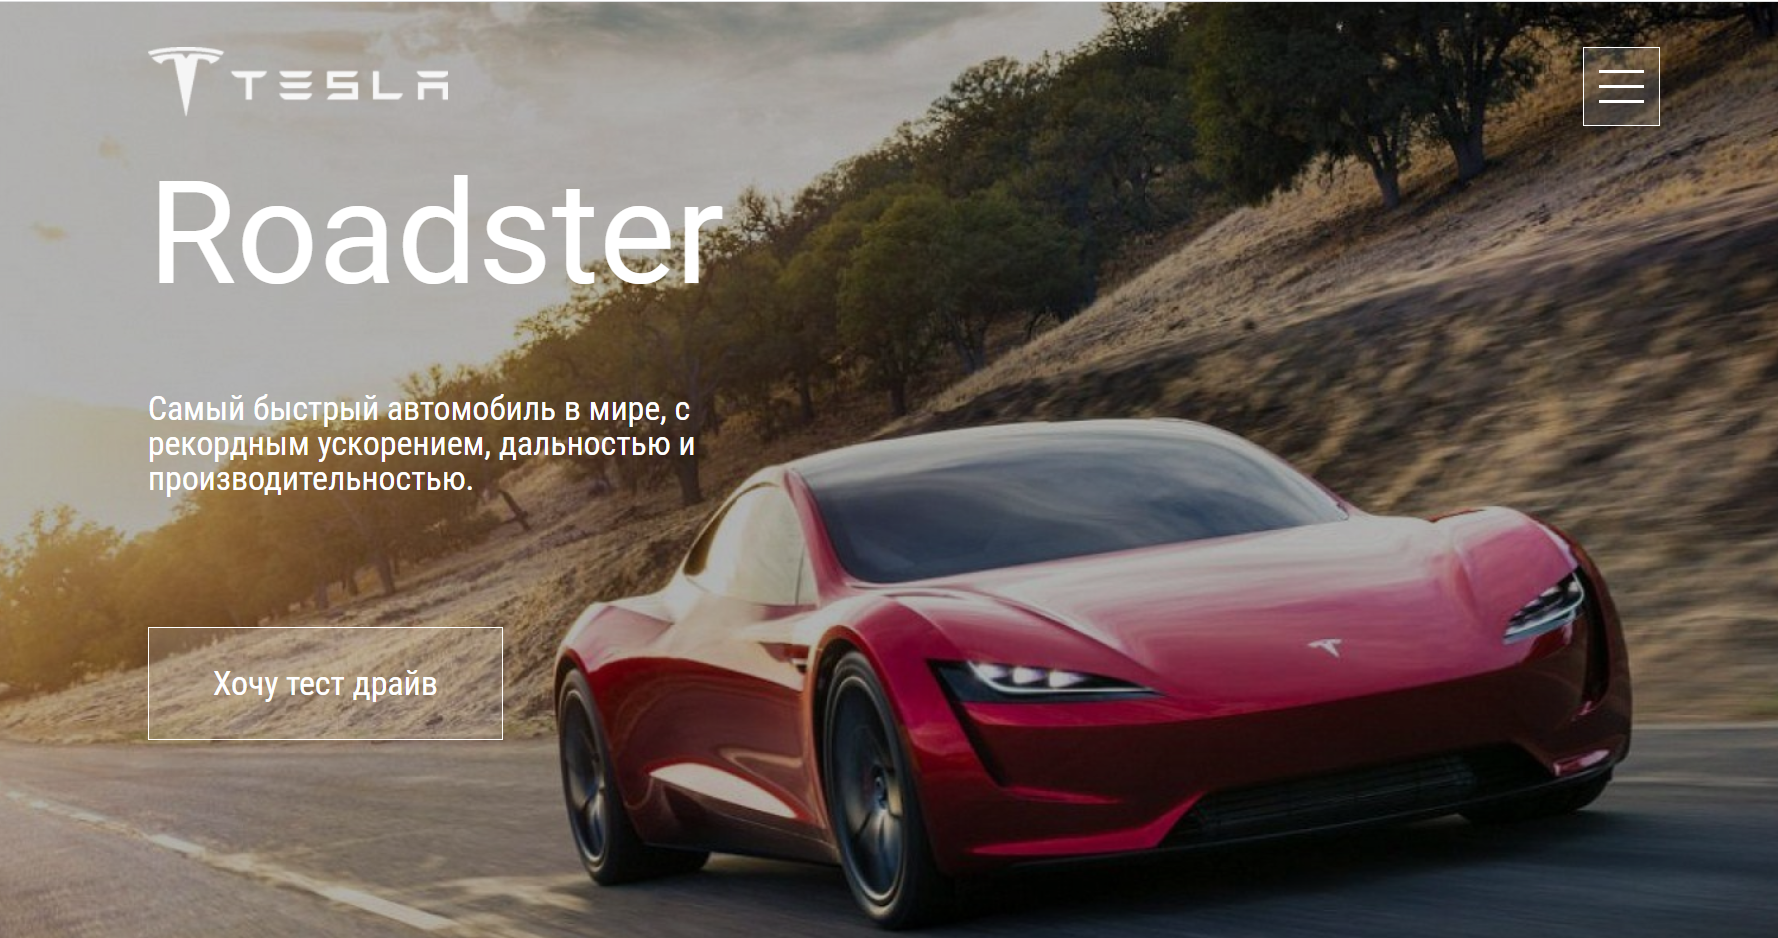 TESLA
Roadster
Самый быстрый автомобиль в мире, с
рекордным ускорением, дальностью и
производительностью.
Хочу тест драйв